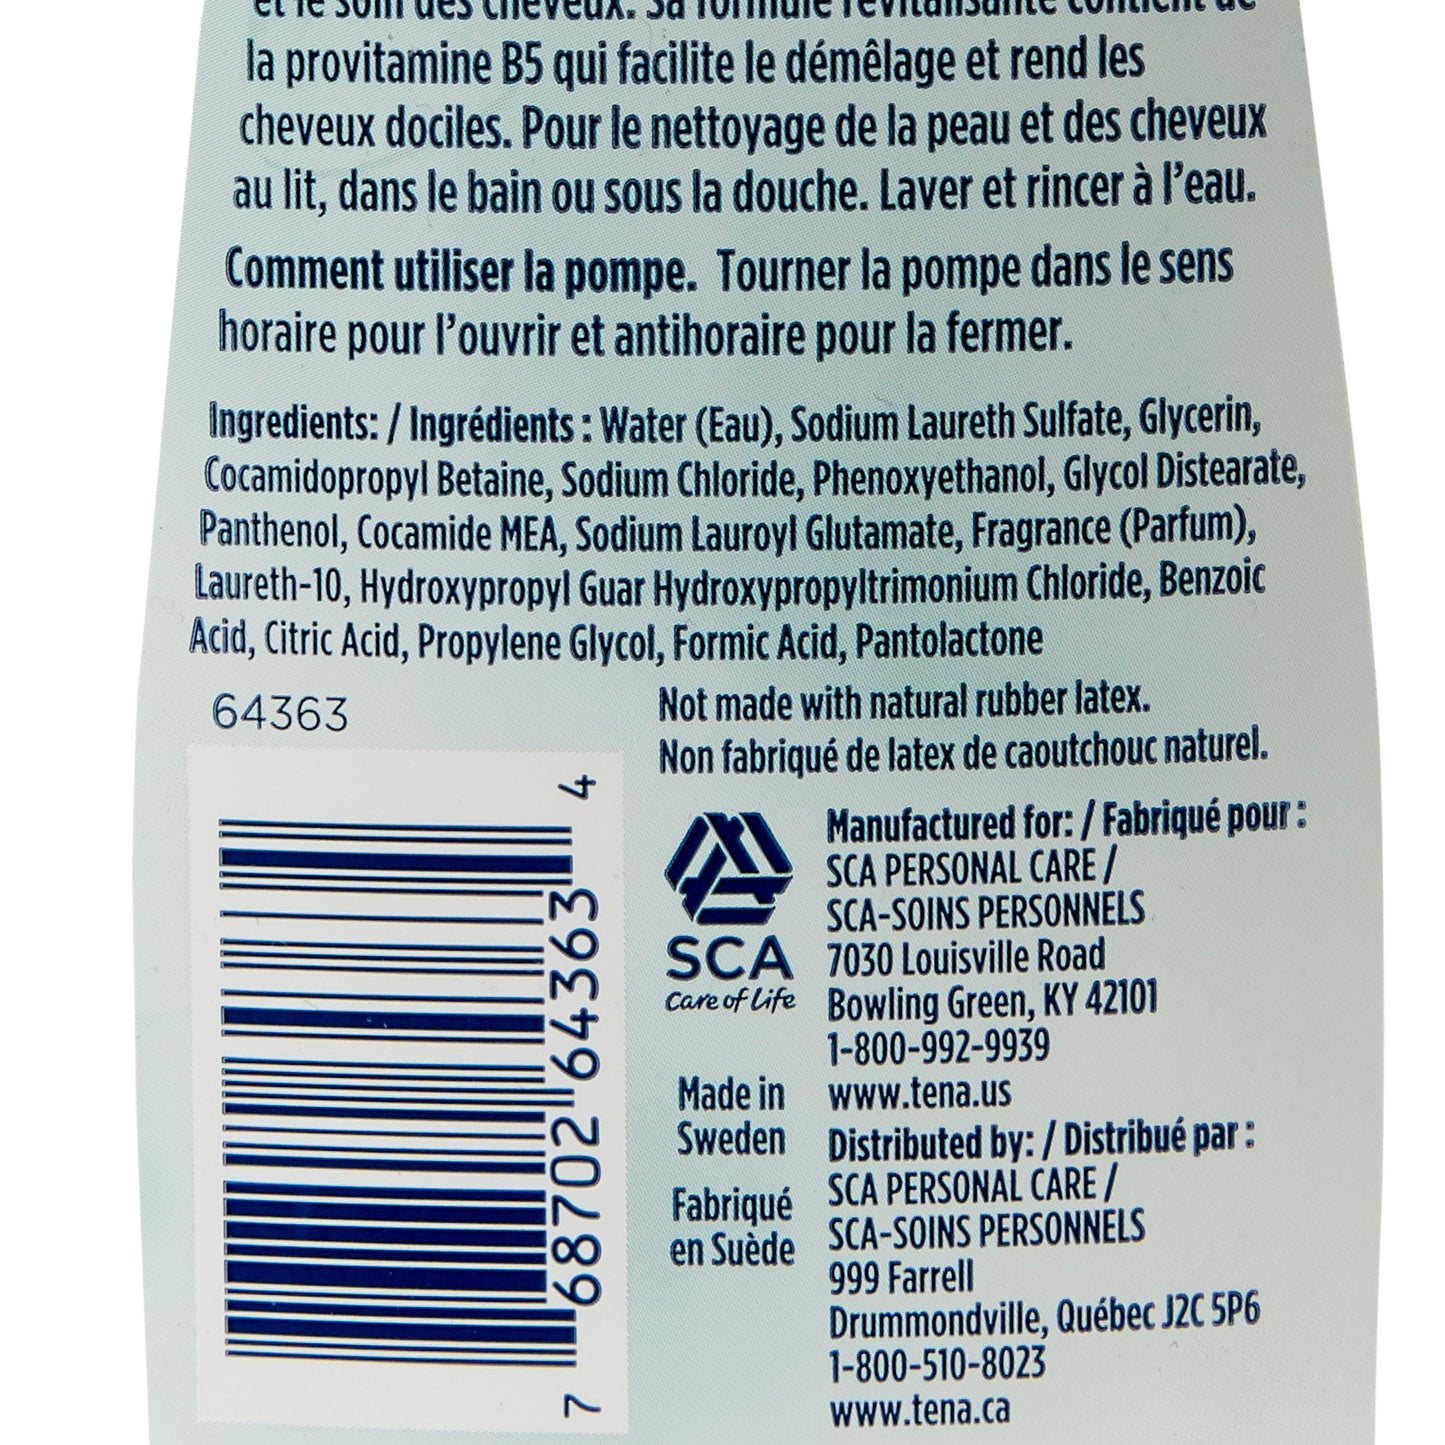 et le soin des cheveux. Sa formule revitalisante contient de
la provitamine B5 qui facilite le démêlage et rend les
cheveux dociles. Pour le nettoyage de la peau et des cheveux
au lit, dans le bain ou sous la douche. Laver et rincer à l'eau.
Comment utiliser la pompe. Tourner la pompe dans le sens
horaire pour l'ouvrir et antihoraire pour la fermer.
Ingredients: / Ingrédients : Water (Eau), Sodium Laureth Sulfate, Glycerin,
Cocamidopropyl Betaine, Sodium Chloride, Phenoxyethanol, Glycol Distearate,
Panthenol, Cocamide MEA, Sodium Lauroyl Glutamate, Fragrance (Parfum),
Laureth-10, Hydroxypropyl Guar Hydroxypropyltrimonium Chloride, Benzoic
Acid, Citric Acid, Propylene Glycol, Formic Acid, Pantolactone
64363
7 68702 64363 4
Not made with natural rubber latex.
Non fabriqué de latex de caoutchouc naturel.
SCA
Care of Life
Made in
Sweden
Fabriqué
en Suède
Manufactured for: / Fabriqué pour :
SCA PERSONAL CARE /
SCA-SOINS PERSONNELS
7030 Louisville Road
Bowling Green, KY 42101
1-800-992-9939
www.tena.us
Distributed by: / Distribué par :
SCA PERSONAL CARE /
SCA-SOINS PERSONNELS
999 Farrell
Drummondville, Québec J2C 5P6
1-800-510-8023
www.tena.ca